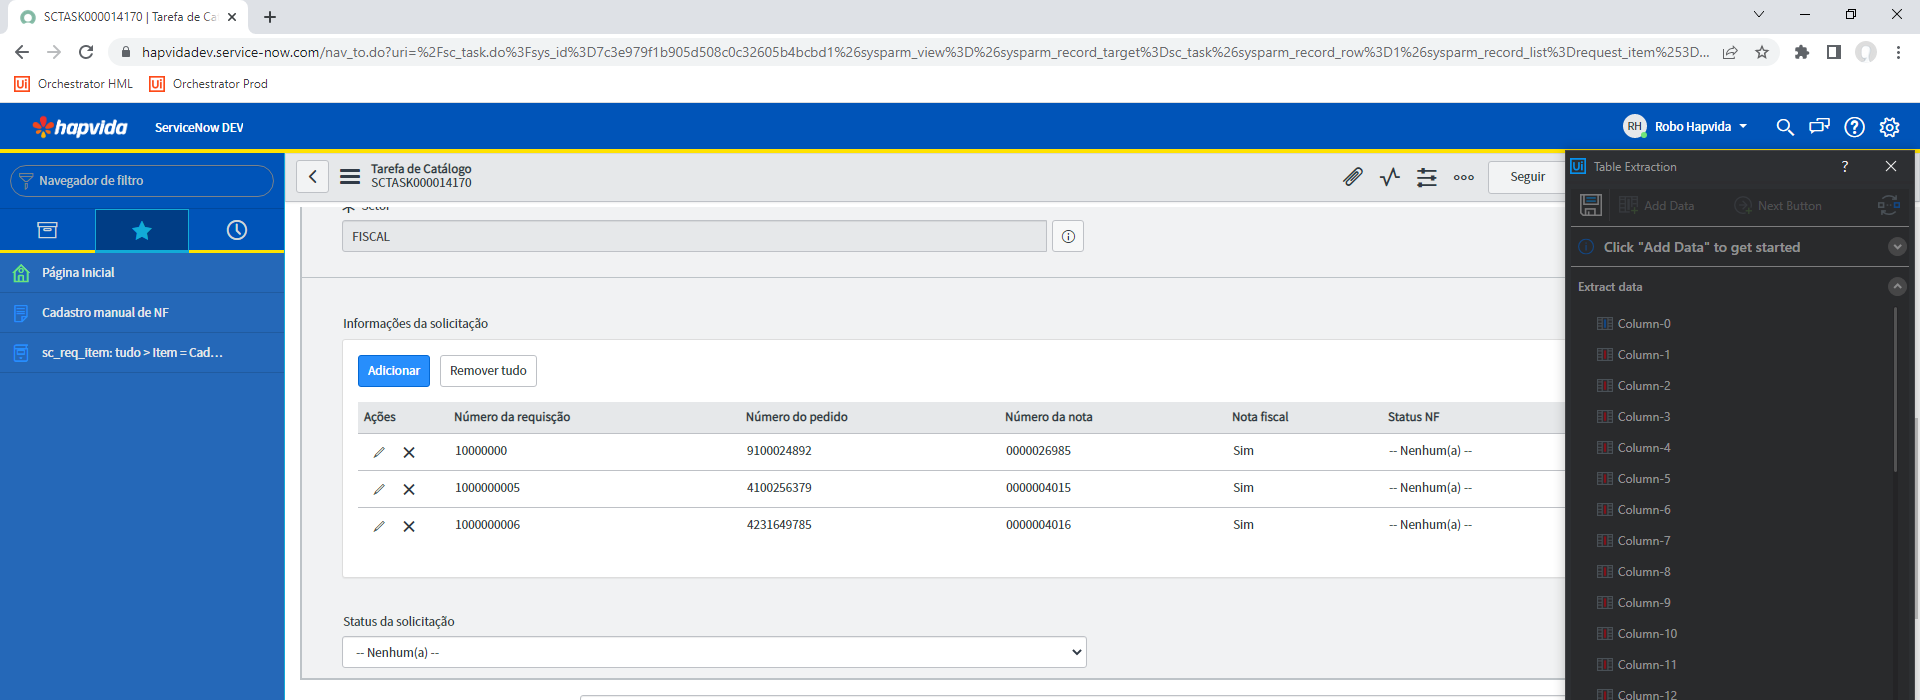 SCTASK000014170 | Tarefa de Ca
hapvidadev.service-now.com/nav_to.do?uri=%2Fsc_task.do%3Fsys_id%3D7c3e979f1b905d508c0c32605b4bcbd1%26sysparm_view%3D%26sysparm_record_target%3Dsc_task%26sysparm_record_row%3D1%26sysparm_record_list%3Drequest_item%253D...
Ui Orchestrator HML Ui Orchestrator Prod
hapvida ServiceNow DEV RH Robo Hapvida
Navegador de filtro
Página Inicial
Cadastro manual de NF
sc_req_item: tudo > Item = Cad...
Tarefa de Catálogo
SCTASK000014170
Seguir
Setor
FISCAL
Informações da solicitação
Adicionar Remover tudo
Ações Número da requisção Número do pedido Número da nota Nota fiscal Status NF
10000000 9100024892 0000026985 Sim -- Nenhum(a) --
1000000005 4100256379 0000004015 Sim -- Nenhum(a) --
1000000006 4231649785 0000004016 Sim -- Nenhum(a) --
Status da solicitação
-- Nenhum(a) --
Ui Table Extraction ?
Add Data Next Button
Click "Add Data" to get started
Extract data
Column-0
Column-1
Column-2
Column-3
Column-4
Column-5
Column-6
Column-7
Column-8
Column-9
Column-10
Column-11
Column-12